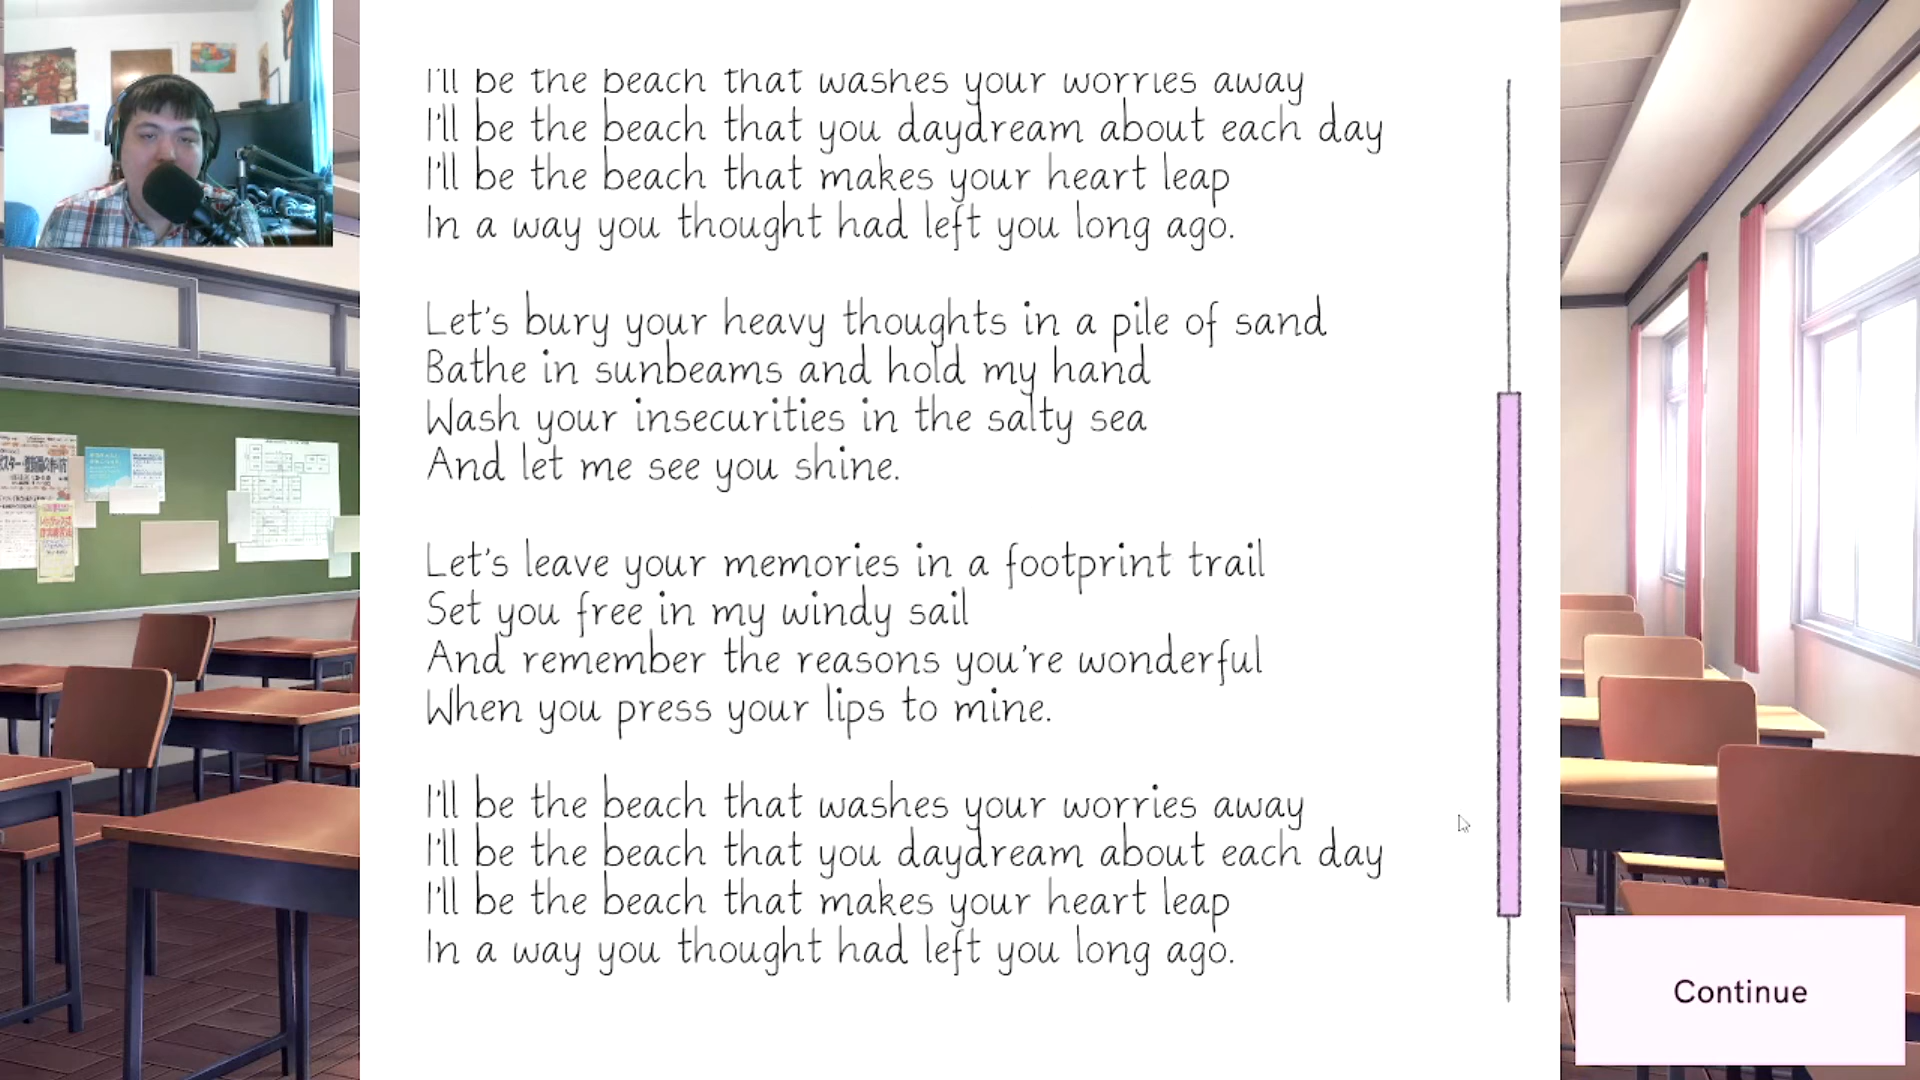 I'll be the beach that washes your worries away
I'll be the beach that you daydream about each day
I'll be the beach that makes your heart leap
In a way you thought had left you long ago.
Let's bury your heavy thoughts in a pile of sand
Bathe in sunbeams and hold my hand
Wash your insecurities in the salty sea
And let me see you shine.
Let's leave your memories in a footprint trail
Set you free in my windy sail
And remember the reasons you're wonderful
When you press your lips to mine.
I'll be the beach that washes your worries away
I'll be the beach that you daydream about each day
I'll be the beach that makes your heart leap
In a way you thought had left you long ago.
Continue